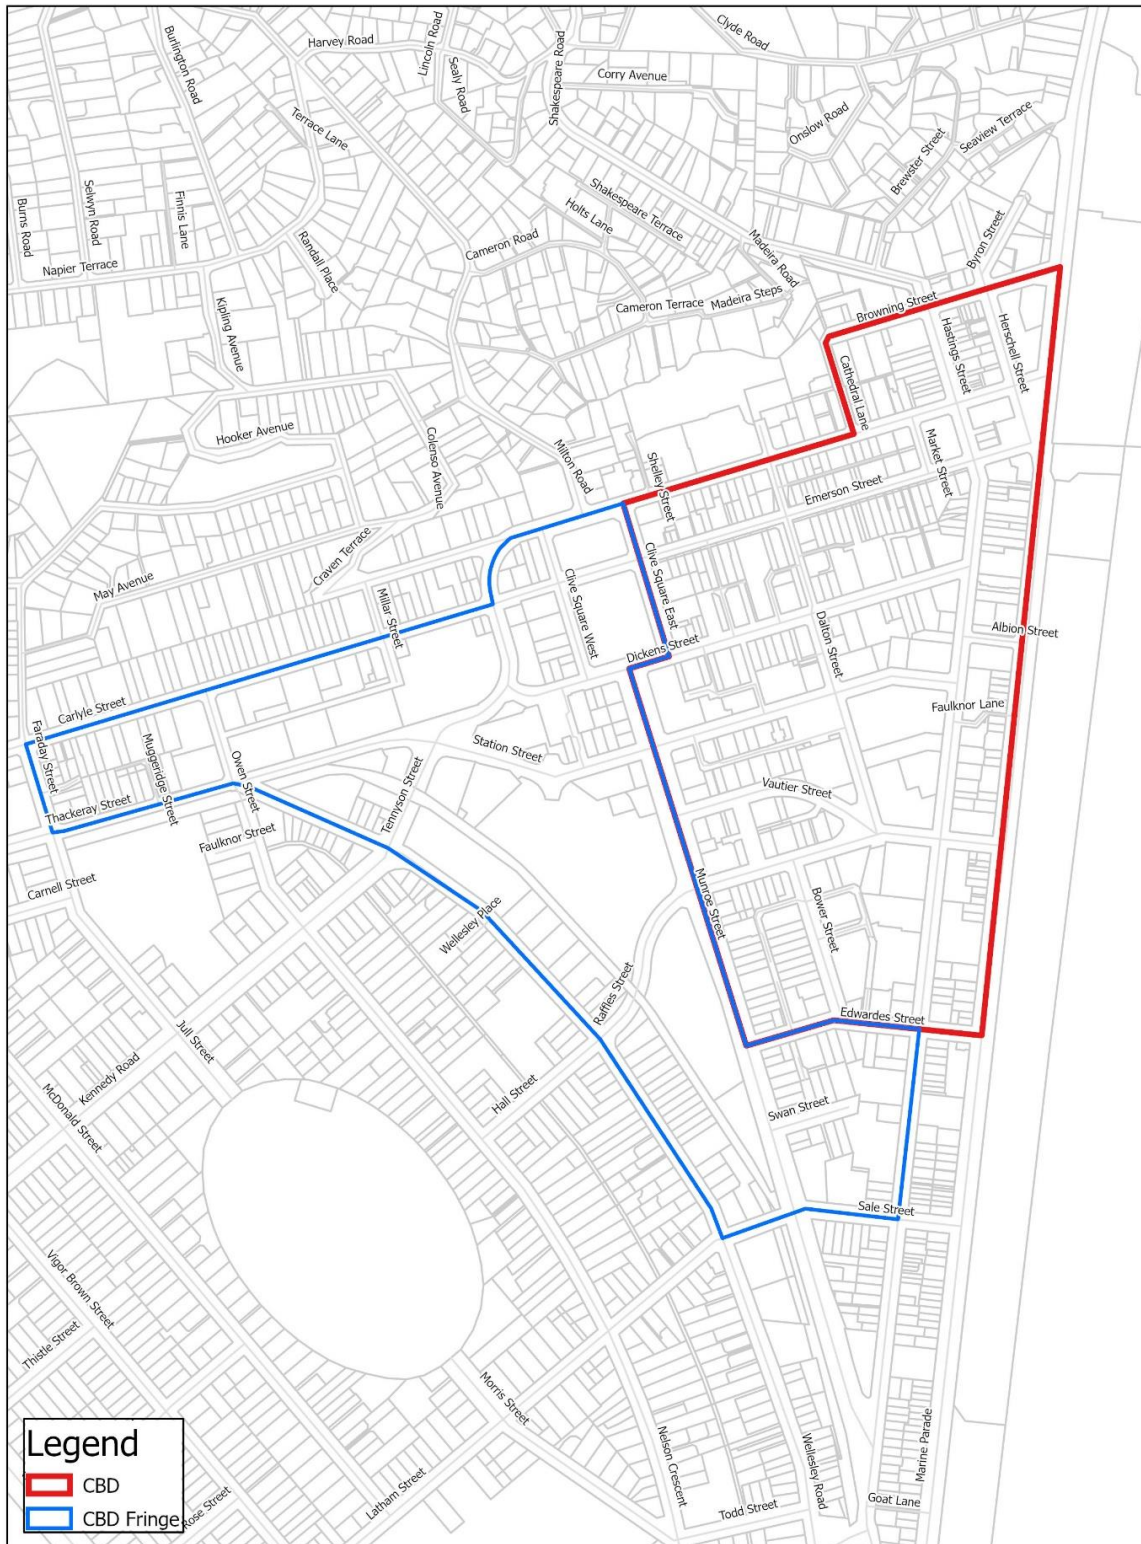 Clyde Road
Burlington Road
Harvey Road
Lincoln Road
Sealy Road
Shakespeare Road
Corry Avenue
Terrace Lane
Onslow Road
Seaview Terrace
Brewster Street
Burns Road
Selwyn Road
Finnis Lane
Shakespeare Terrace
Holts Lane
Randall Place
Cameron Road
Madeira Road
Byron Street
Napier Terrace
Kipling Avenue
Cameron Terrace
Madeira Steps
Browning Street
Hastings Street
Herschell Street
Cathedral Lane
Hooker Avenue
Colenso Avenue
Milton Road
Shelley Street
Market Street
Emerson Street
Craven Terrace
May Avenue
Millar Street
Clive Square West
Clive Square East
Dickens Street
Dalton Street
Albion Street
Carlyle Street
Faraday Street
Muggeridge Street
Owen Street
Station Street
Tennyson Street
Faulknor Lane
Vautier Street
Thackeray Street
Faulknor Street
Carnell Street
Wellesley Place
Munroe Street
Bower Street
Raffles Street
Edwardes Street
Jull Street
Kennedy Road
McDonald Street
Hall Street
Swan Street
Sale Street
Vigor Brown Street
Thistle Street
Morris Street
Nelson Crescent
Wellesley Road
Marine Parade
Latham Street
Rose Street
Todd Street
Goat Lane
Legend
CBD
CBD Fringe